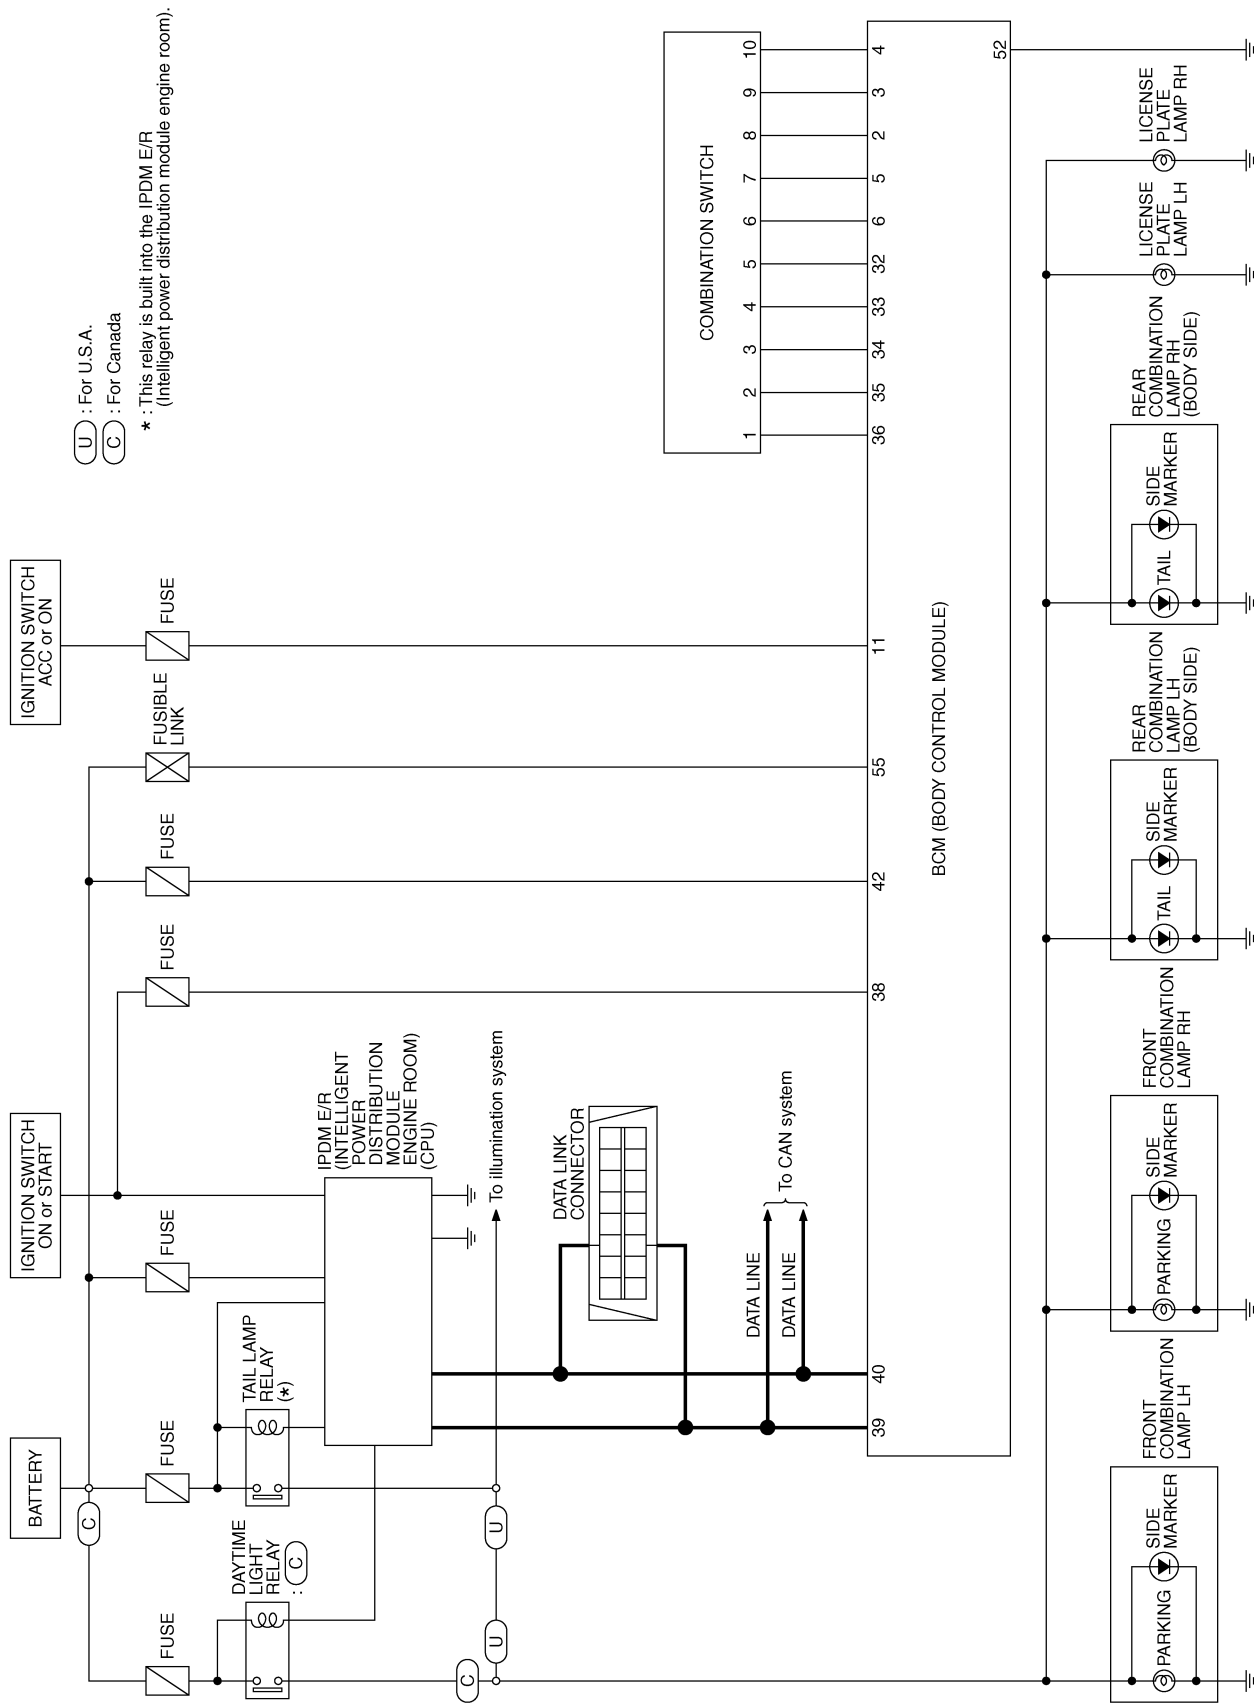 BATTERY
IGNITION SWITCH
ON or START
IGNITION SWITCH
ACC or ON
U : For U.S.A.
C : For Canada
* : This relay is built into the IPDM E/R
(Intelligent power distribution module engine room).
C
FUSE
FUSE
FUSE
FUSE
FUSE
FUSIBLE
LINK
FUSE
DAYTIME
LIGHT
RELAY
: C
TAIL LAMP
RELAY
(*)
IPDM E/R
(INTELLIGENT
POWER
DISTRIBUTION
MODULE
ENGINE ROOM)
(CPU)
C
U
U
To illumination system
DATA LINK
CONNECTOR
DATA LINE
DATA LINE
To CAN system
COMBINATION SWITCH
1 2 3 4 5 6 7 8 9 10
39 40 38 42 55 11 36 35 34 33 32 6 5 2 3 4
BCM (BODY CONTROL MODULE)
52
FRONT
COMBINATION
LAMP LH
PARKING
SIDE
MARKER
FRONT
COMBINATION
LAMP RH
PARKING
SIDE
MARKER
REAR
COMBINATION
LAMP LH
(BODY SIDE)
TAIL
SIDE
MARKER
REAR
COMBINATION
LAMP RH
(BODY SIDE)
TAIL
SIDE
MARKER
LICENSE
PLATE
LAMP LH
LICENSE
PLATE
LAMP RH